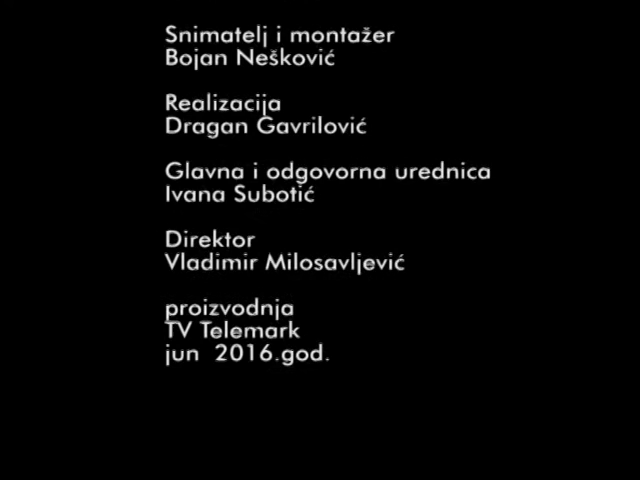 Snimatelj i montažer
Bojan Nešković
Realizacija
Dragan Gavrilović
Glavna i odgovorna urednica
Ivana Subotić
Direktor
Vladimir Milosavljević
proizvodnja
TV Telemark
jun 2016.god.